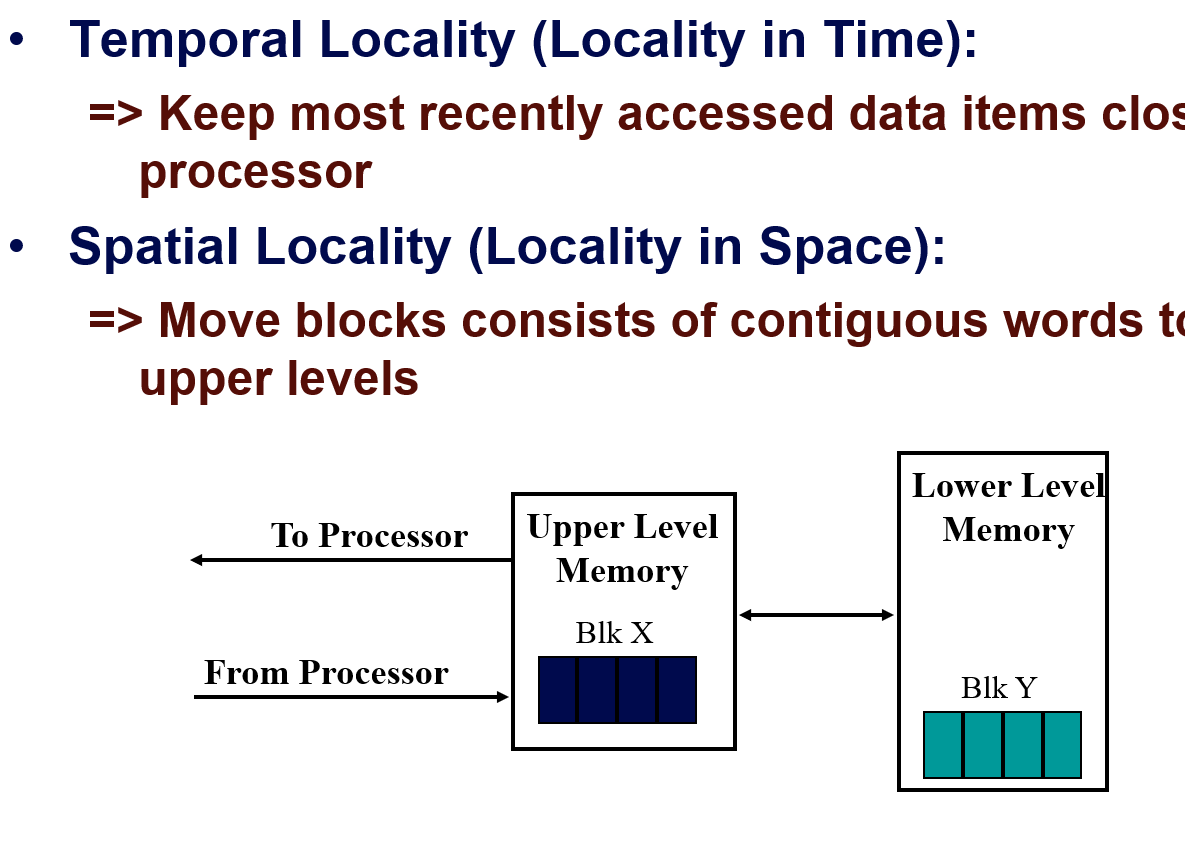 • Temporal Locality (Locality in Time):
=> Keep most recently accessed data items clos
processor
• Spatial Locality (Locality in Space):
=> Move blocks consists of contiguous words to
upper levels
Lower Level
Memory
Upper Level
Memory
To Processor
Blk X
From Processor
Blk Y